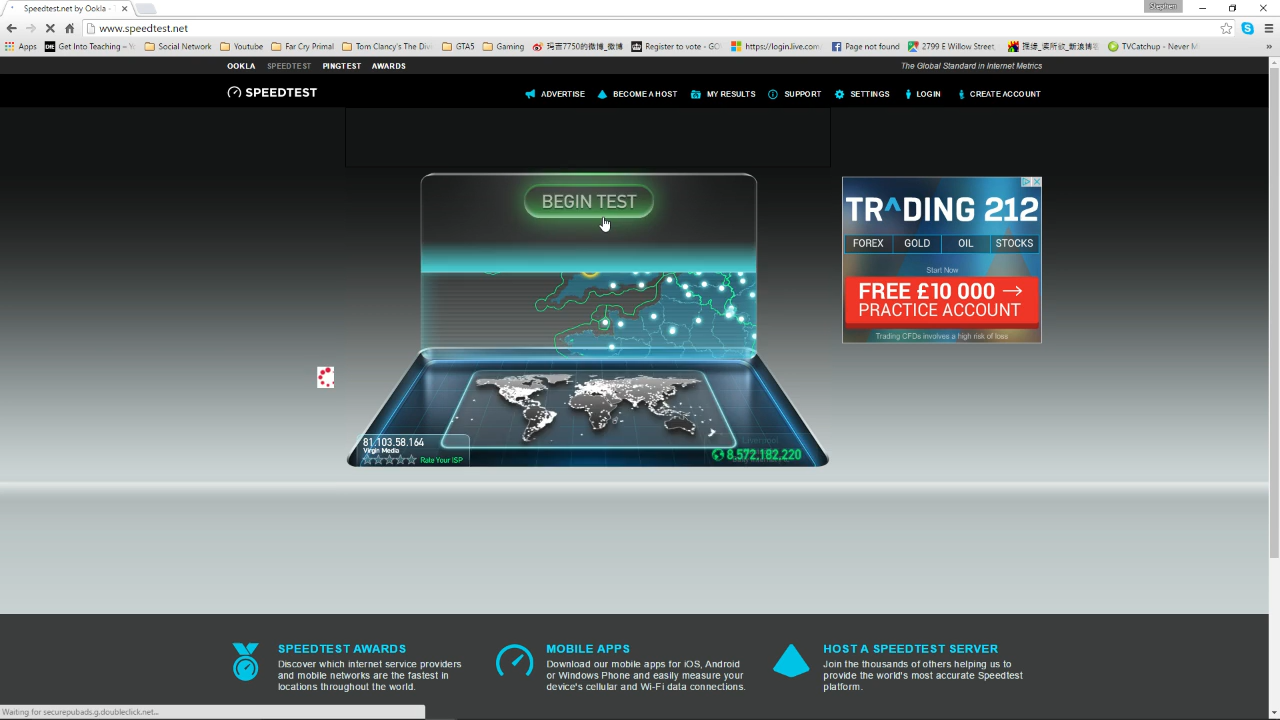 Speedtest.net by Ookla -
Stephen
www.speedtest.net
Apps
Get Into Teaching – Y
Social Network
Youtube
Far Cry Primal
Tom Clancy's The Divi
GTA5
Gaming
Register to vote - GO
https://login.live.com
Page not found
2799 E Willow Street,
TVCatchup - Never M
OOKLA SPEEDTEST PINGTEST AWARDS
The Global Standard in Internet Metrics
SPEEDTEST
ADVERTISE
BECOME A HOST
MY RESULTS
SUPPORT
SETTINGS
LOGIN
CREATE ACCOUNT
BEGIN TEST
TR^DING 212
FOREX GOLD OIL STOCKS
Start Now
FREE £10 000 →
PRACTICE ACCOUNT
Trading CFDs involves a high risk of loss
81.103.58.164
Virgin Media
Rate Your ISP
8,572,182,220
SPEEDTEST AWARDS
Discover which internet service providers
and mobile networks are the fastest in
locations throughout the world.
MOBILE APPS
Download our mobile apps for iOS, Android
or Windows Phone and easily measure your
device's cellular and Wi-Fi data connections.
HOST A SPEEDTEST SERVER
Join the thousands of others helping us to
provide the world's most accurate Speedtest
platform.
Waiting for securepubads.g.doubleclick.net...